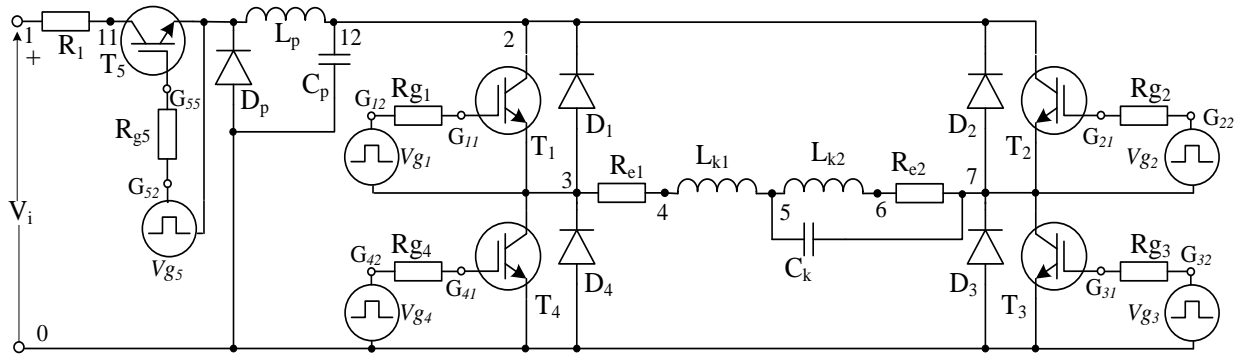 1
+
R1
11
T5
Lp
12
2
Cp
Dp
G55
Rg5
G52
Vg5
Vi
0
G12
Rg1
G11
Vg1
T1
D1
D2
T2
Rg2
G21
G22
Vg2
3
Re1
4
Lk1
5
Lk2
6
Re2
7
Ck
G42
Rg4
G41
Vg4
T4
D4
D3
T3
Rg3
G31
G32
Vg3